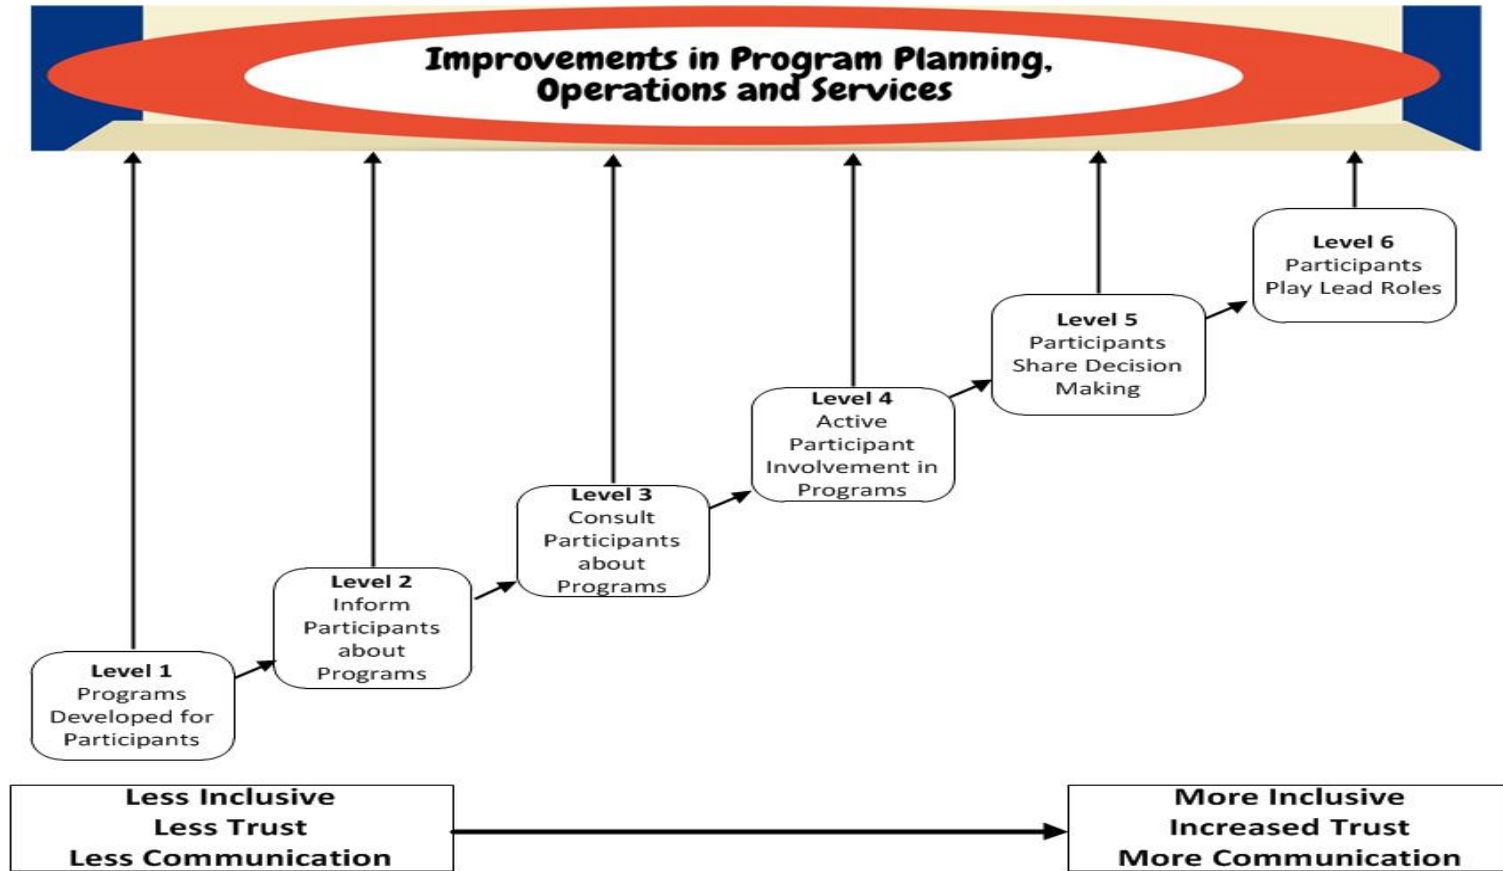 Improvements in Program Planning,
Operations and Services
Level 6
Participants
Play Lead Roles
Level 5
Participants
Share Decision
Making
Level 4
Active
Participant
Involvement in
Programs
Level 3
Consult
Participants
about
Programs
Level 2
Inform
Participants
about
Programs
Level 1
Programs
Developed for
Participants
Less Inclusive
Less Trust
Less Communication
More Inclusive
Increased Trust
More Communication